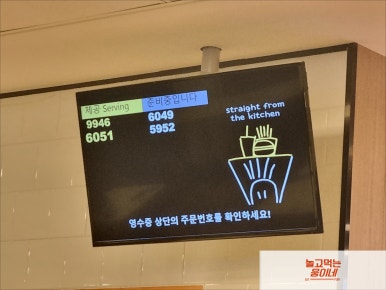 제공 Serving
준비중입니다
9946
6049
6051
5952
straight from
the kitchen
영수증 상단의 주문번호를 확인하세요!
놀고먹는
웅이네